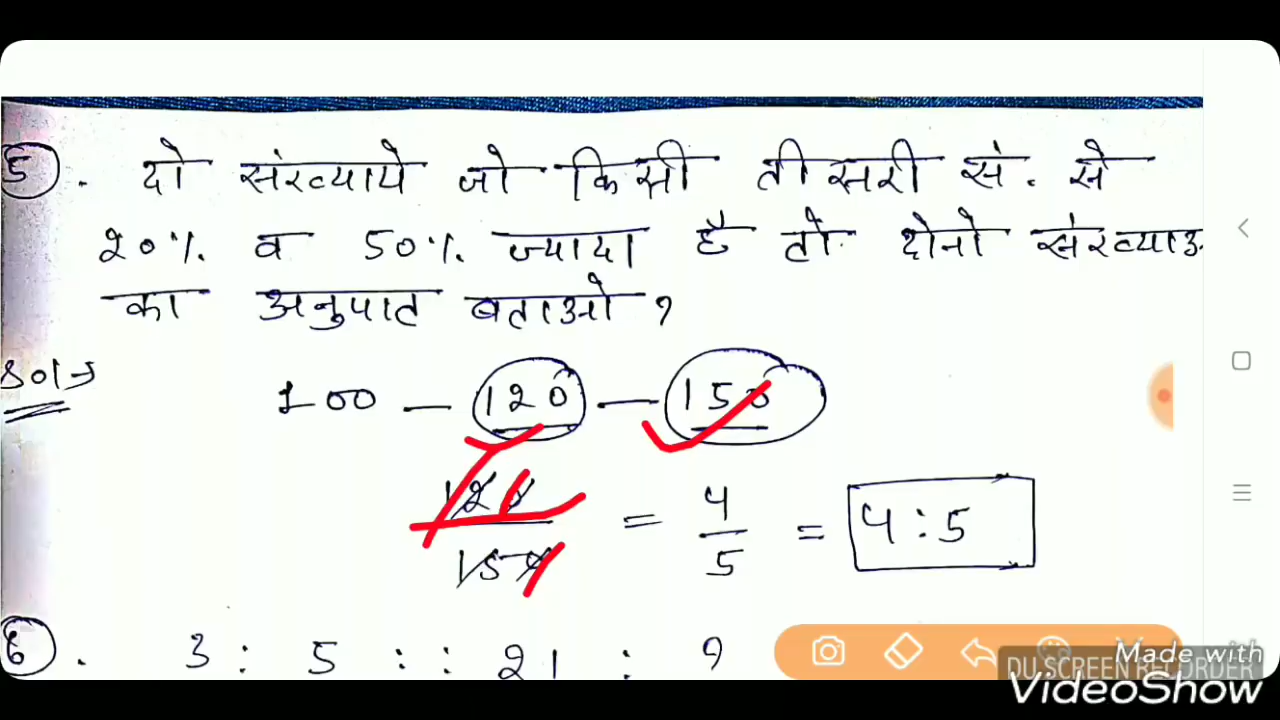 5. दो संख्याये जो किसी तीसरी सं. से
20%. व 50%. ज्यादा है तो दोनो संख्याउ
का अनुपात बताओ ?
Sol→ 100 — 120 — 150
120/150 = 4/5 = 4:5
6. 3 : 5 :: 21 : ?
Made with
DU SCREEN RECORDER
VideoShow